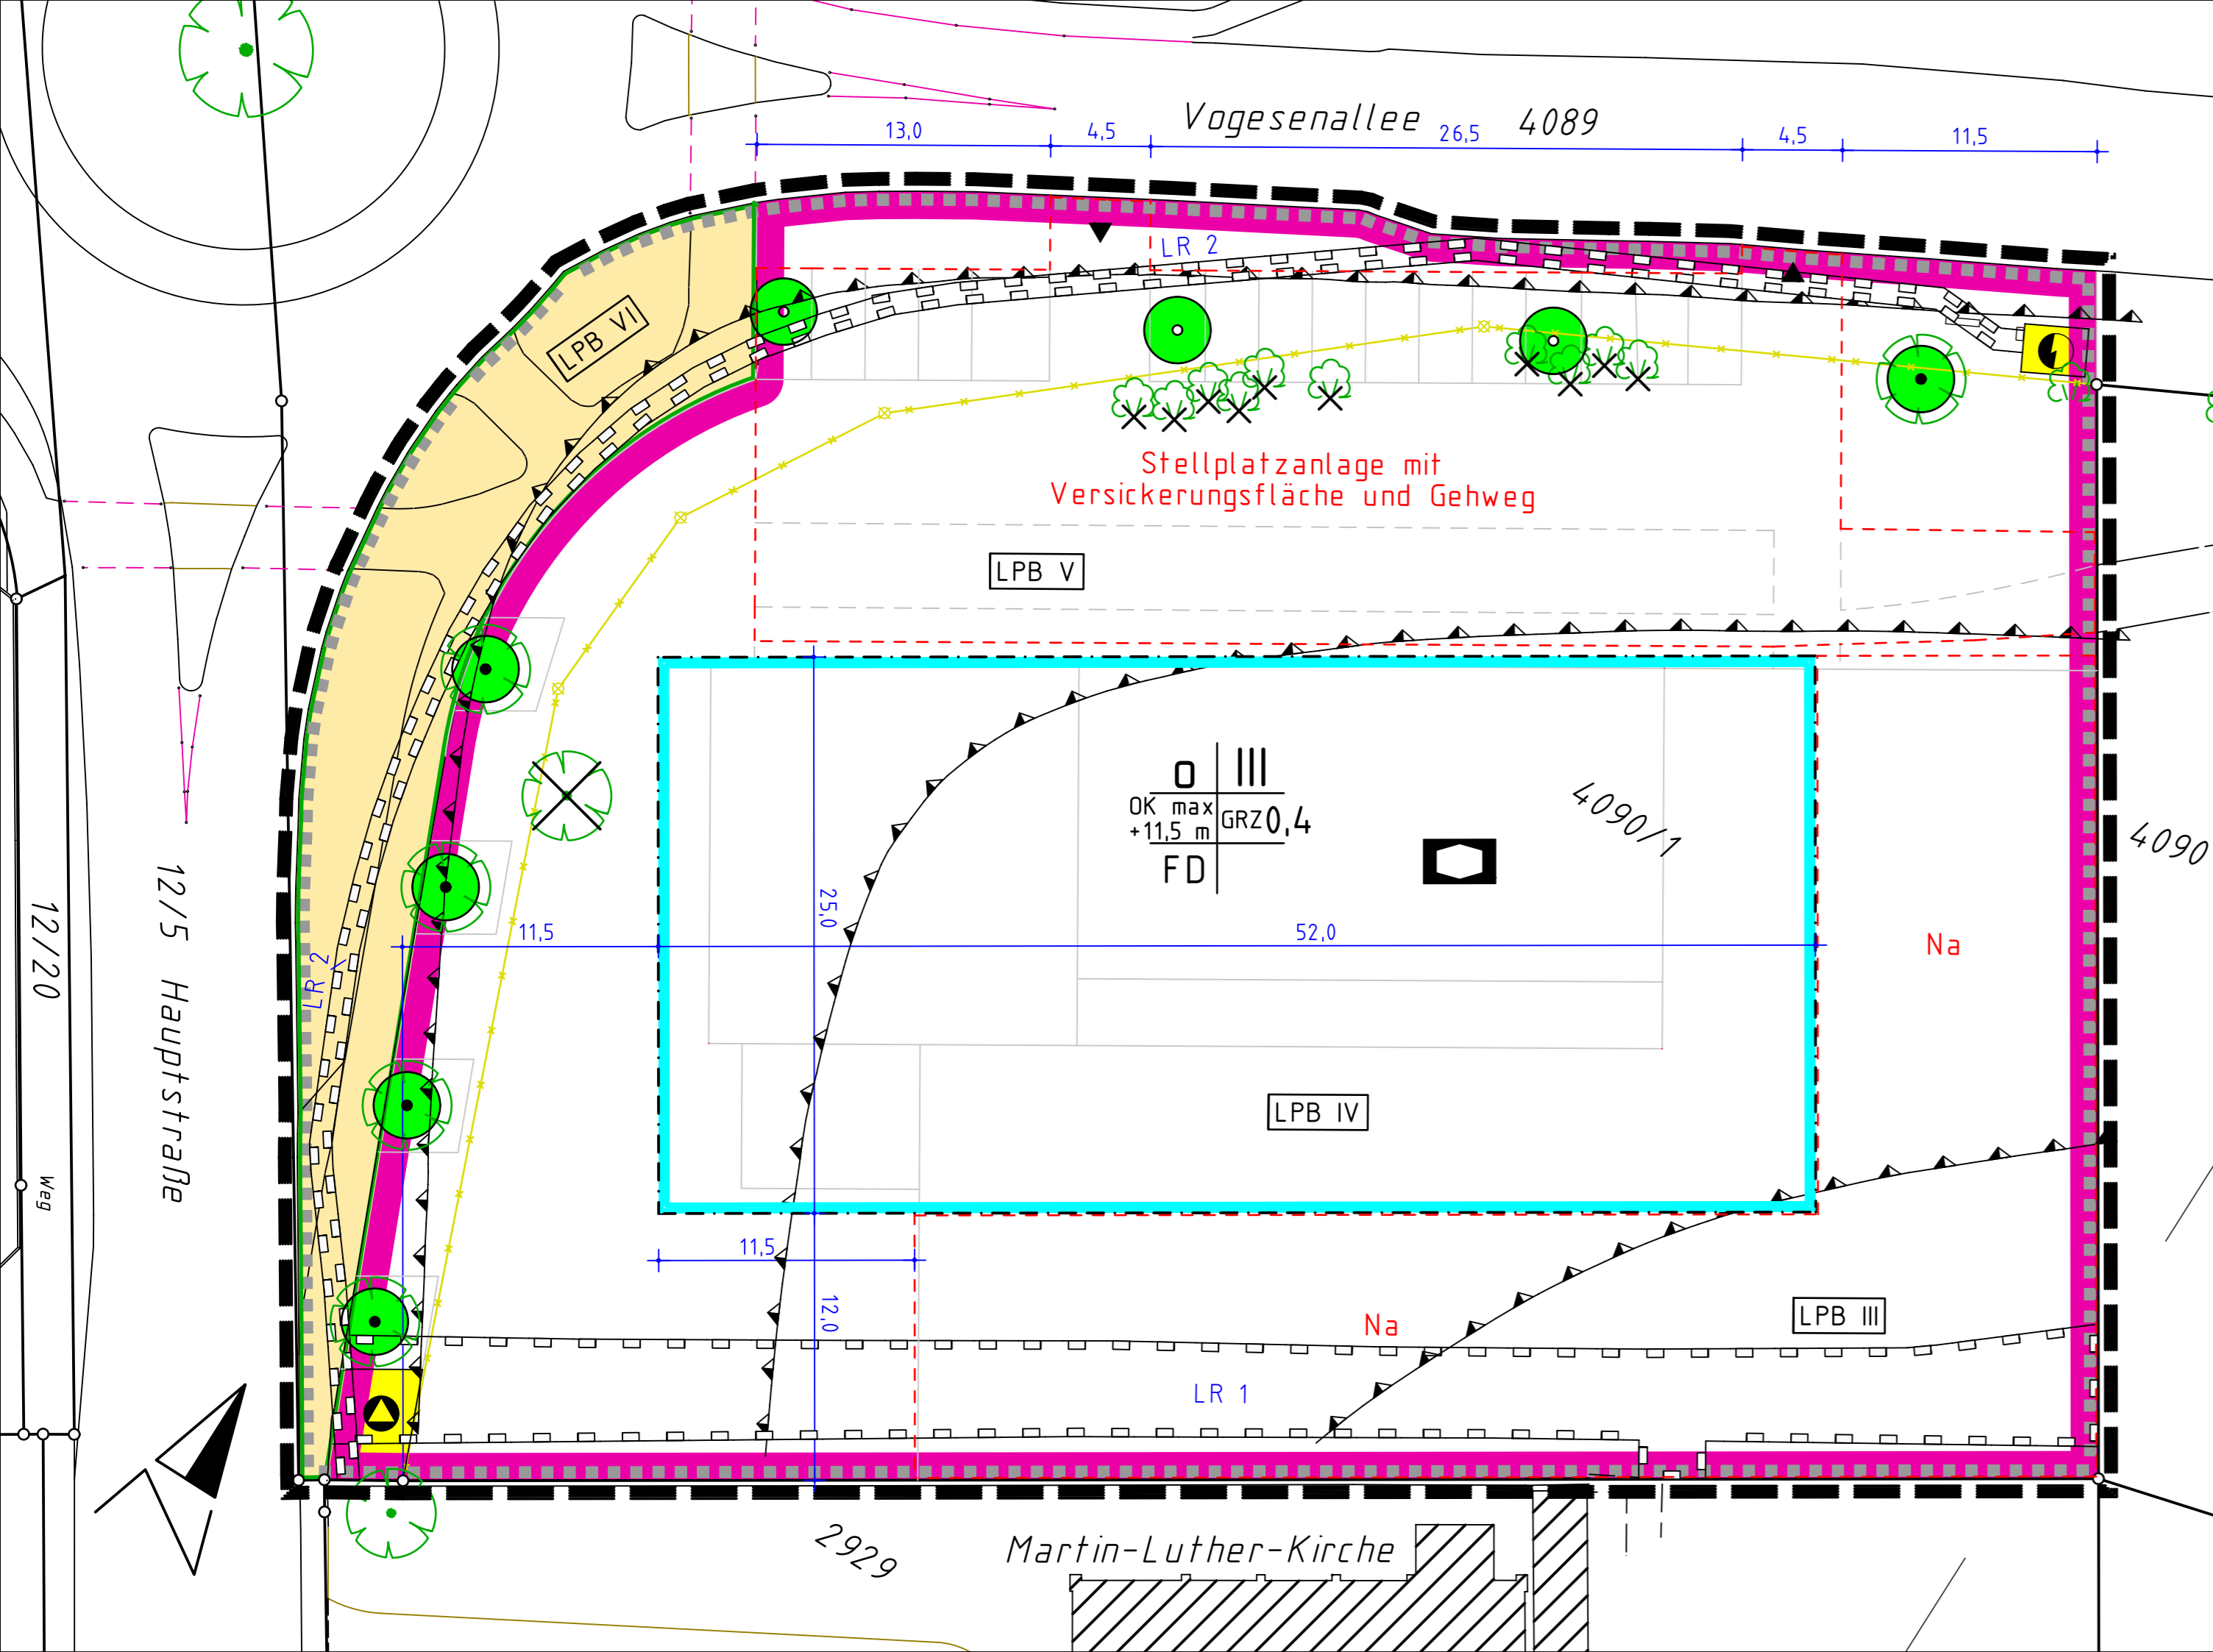 Vogesenallee 4089
13,0
4,5
26,5
4,5
11,5
LR 2
LPB VI
Stellplatzanlage mit
Versickerungsfläche und Gehweg
LPB V
o
III
OK max
+11,5 m
GRZ 0,4
FD
4090/1
4090
12/5 Hauptstraße
12/20
Weg
LR 2
11,5
25,0
52,0
Na
LPB IV
11,5
12,0
Na
LPB III
LR 1
2929
Martin-Luther-Kirche